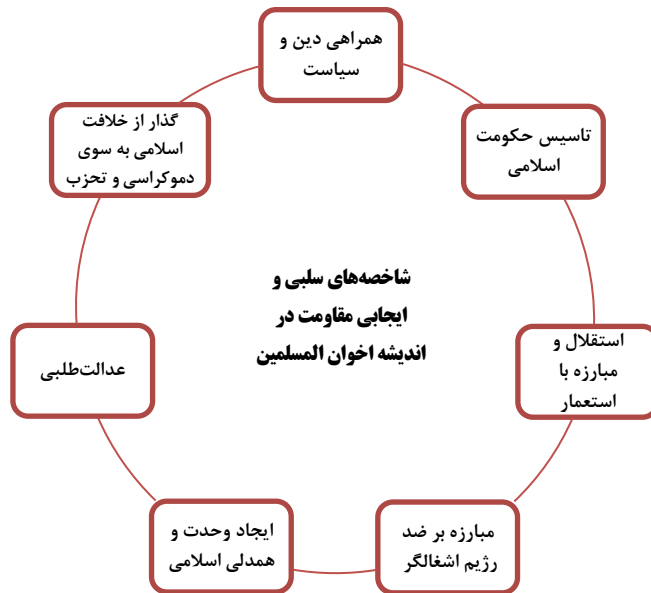 همراهی دین و
سیاست
تاسیس حکومت
اسلامی
استقلال و
مبارزه با
استعمار
مبارزه بر ضد
رژیم اشغالگر
ایجاد وحدت و
همدلی اسلامی
عدالت‌طلبی
گذار از خلافت
اسلامی به سوی
دموکراسی و تحزب
شاخصه‌های سلبی و
ایجابی مقاومت در
اندیشه اخوان المسلمین